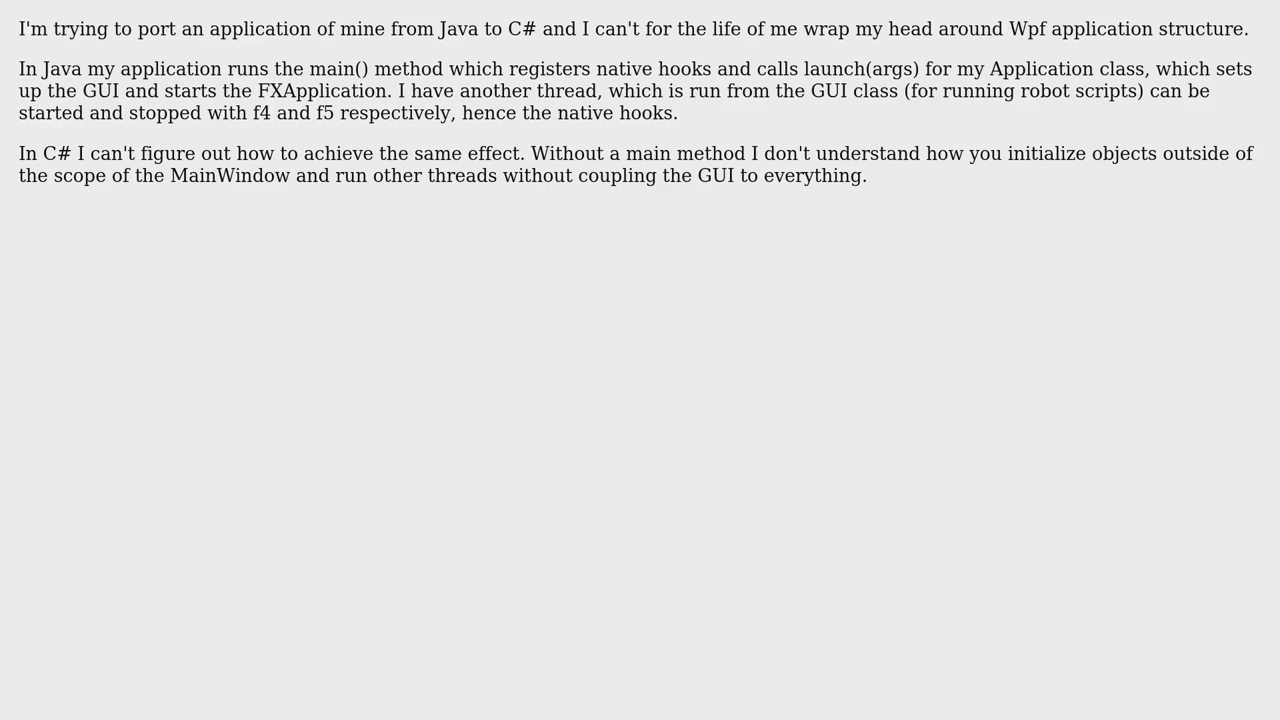 I'm trying to port an application of mine from Java to C# and I can't for the life of me wrap my head around Wpf application structure.
In Java my application runs the main() method which registers native hooks and calls launch(args) for my Application class, which sets
up the GUI and starts the FXApplication. I have another thread, which is run from the GUI class (for running robot scripts) can be
started and stopped with f4 and f5 respectively, hence the native hooks.
In C# I can't figure out how to achieve the same effect. Without a main method I don't understand how you initialize objects outside of
the scope of the MainWindow and run other threads without coupling the GUI to everything.